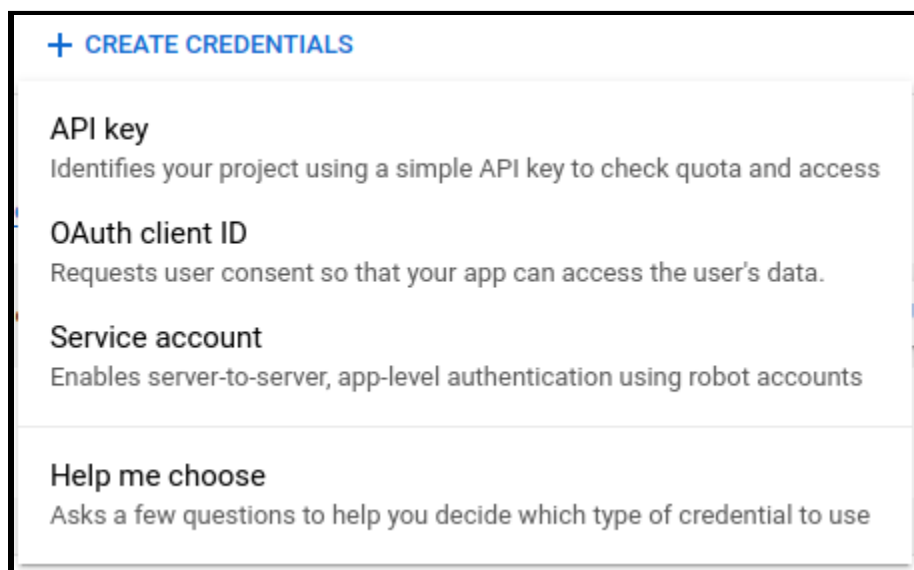 + CREATE CREDENTIALS
API key
Identifies your project using a simple API key to check quota and access
OAuth client ID
Requests user consent so that your app can access the user's data.
Service account
Enables server-to-server, app-level authentication using robot accounts
Help me choose
Asks a few questions to help you decide which type of credential to use